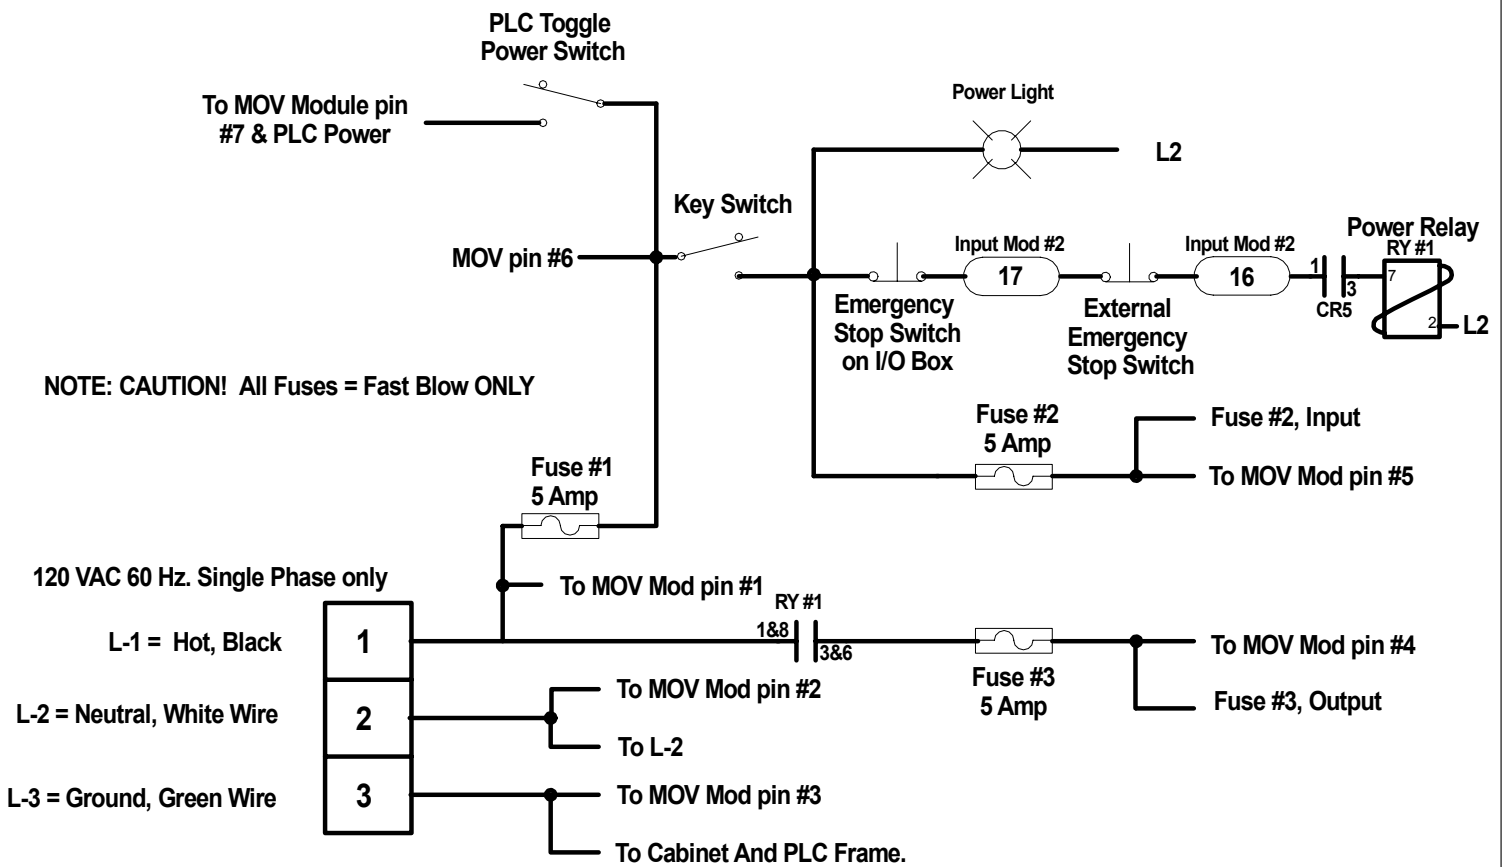 PLC Toggle
Power Switch
To MOV Module pin
#7 & PLC Power
Power Light
L2
Key Switch
MOV pin #6
Input Mod #2
17
Input Mod #2
16
Power Relay
RY #1
1
3
CR5
7
2
L2
Emergency
Stop Switch
on I/O Box
External
Emergency
Stop Switch
NOTE: CAUTION!  All Fuses = Fast Blow ONLY
Fuse #2
5 Amp
Fuse #2, Input
To MOV Mod pin #5
Fuse #1
5 Amp
120 VAC 60 Hz. Single Phase only
To MOV Mod pin #1
RY #1
1&8
3&6
L-1 =  Hot, Black
1
To MOV Mod pin #4
Fuse #3
5 Amp
Fuse #3, Output
To MOV Mod pin #2
L-2 = Neutral, White Wire
2
To L-2
L-3 = Ground, Green Wire
3
To MOV Mod pin #3
To Cabinet And PLC Frame.